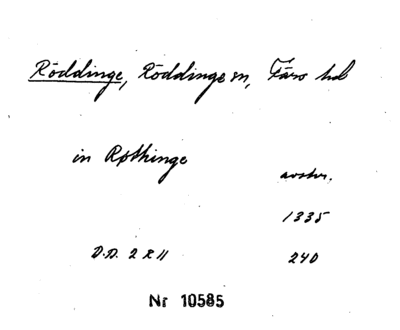 Röddinge, Röddinge sn, Färs hd
in Røthinge
avskr.
1335
D.D. 2 R 11
240
Nr 10585